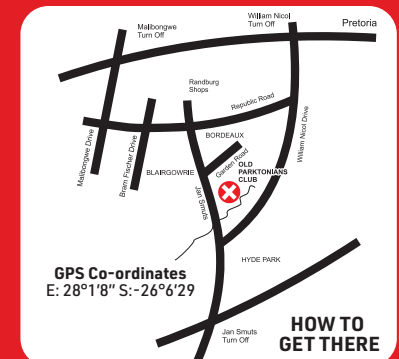 Malibongwe
Turn Off
William Nicol
Turn Off
Pretoria
Randburg
Shops
Republic Road
Malibongwe Drive
Bram Fischer Drive
BORDEAUX
Garden Road
William Nicol Drive
BLAIRGOWRIE
OLD
PARKTONIANS
CLUB
Jan Smuts
GPS Co-ordinates
E: 28°1'8” S:-26°6'29
HYDE PARK
Jan Smuts
Turn Off
HOW TO
GET THERE